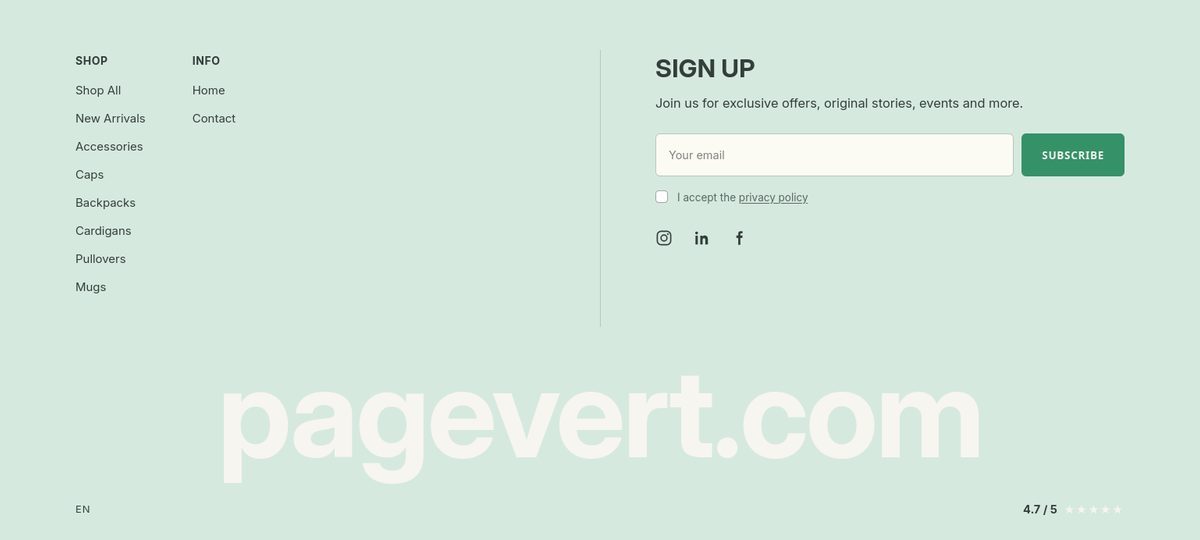 SHOP
Shop All
New Arrivals
Accessories
Caps
Backpacks
Cardigans
Pullovers
Mugs
INFO
Home
Contact
SIGN UP
Join us for exclusive offers, original stories, events and more.
Your email
SUBSCRIBE
I accept the privacy policy
pagevert.com
EN
4.7 / 5 ★★★★★